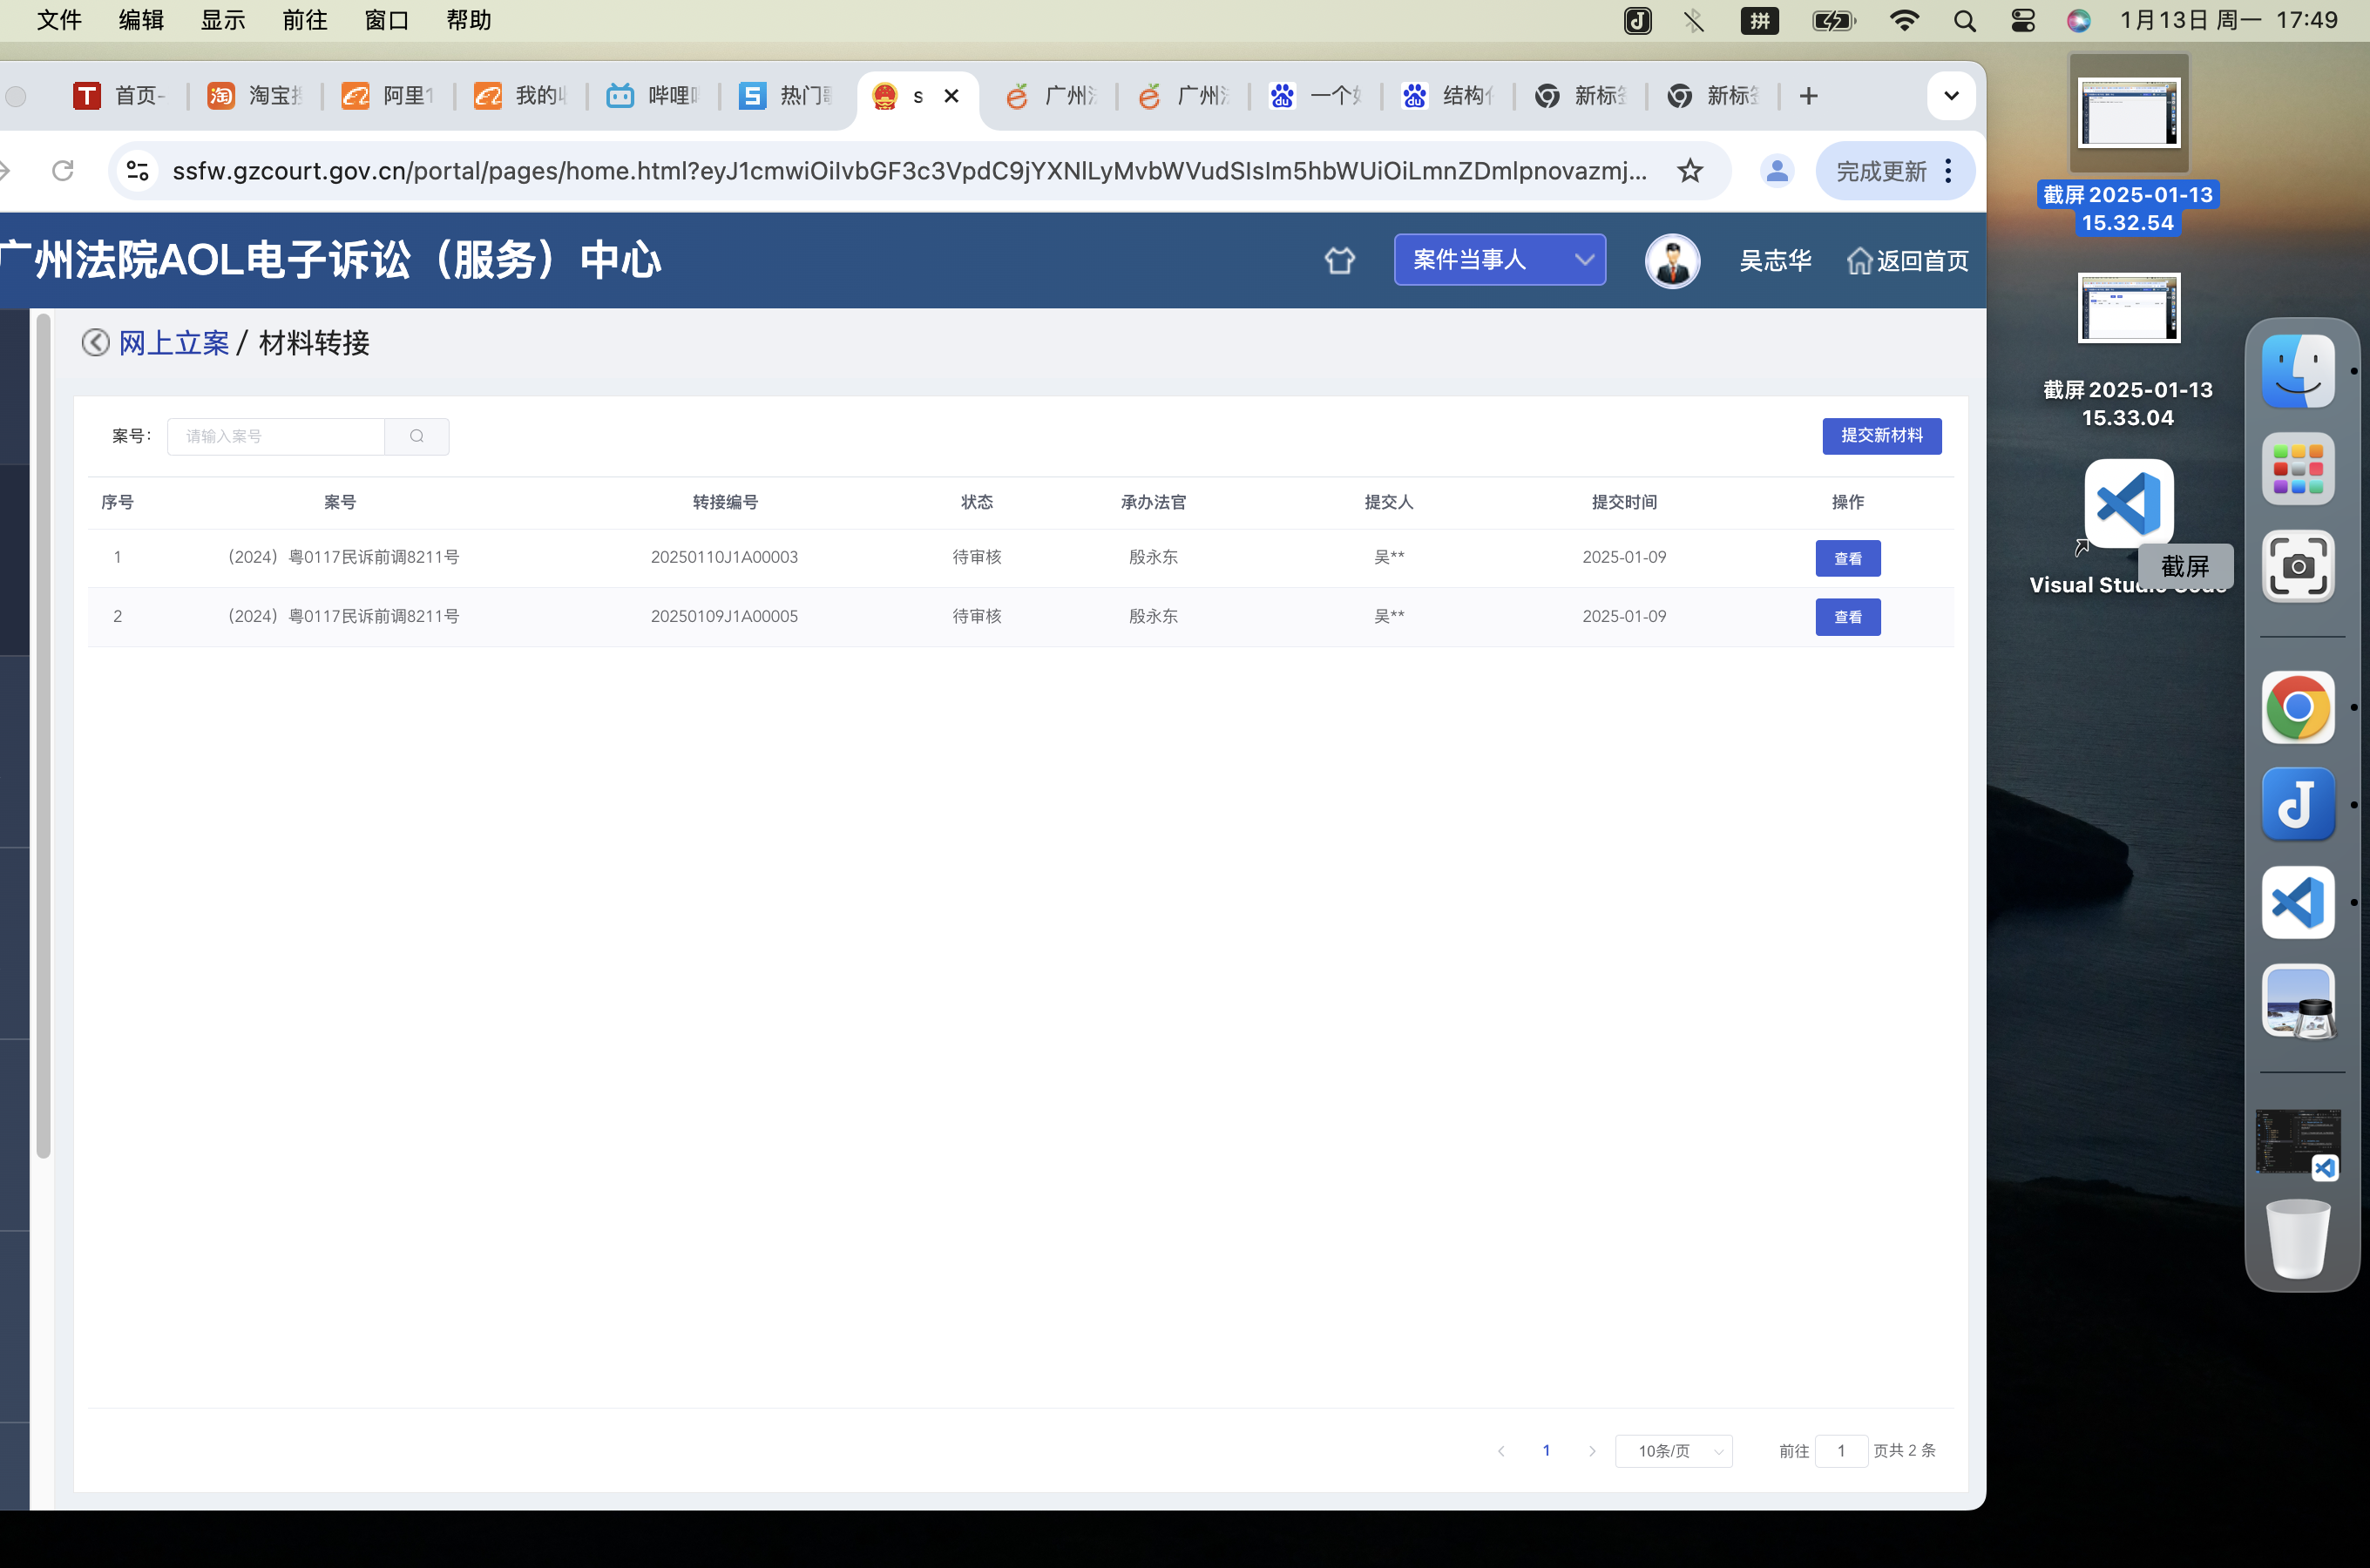 文件 编辑 显示 前往 窗口 帮助
拼 1月13日 周一 17:49
首页- 淘宝 阿里1 我的 哔哩 热门 s 广州 广州 一个 结构 新标 新标
ssfw.gzcourt.gov.cn/portal/pages/home.html?eyJ1cmwiOiIvbGF3c3VpdC9jYXNlLyMvbWVudSIsIm5hbWUiOiLmnZDmlpnovazmj...
完成更新
广州法院AOL电子诉讼（服务）中心
案件当事人
吴志华
返回首页
网上立案 / 材料转接
案号： 请输入案号
提交新材料
序号 案号 转接编号 状态 承办法官 提交人 提交时间 操作
1 （2024）粤0117民诉前调8211号 20250110J1A00003 待审核 殷永东 吴** 2025-01-09 查看
2 （2024）粤0117民诉前调8211号 20250109J1A00005 待审核 殷永东 吴** 2025-01-09 查看
1 10条/页 前往 1 页共 2 条
截屏 2025-01-13
15.32.54
截屏 2025-01-13
15.33.04
截屏
Visual Studio Code